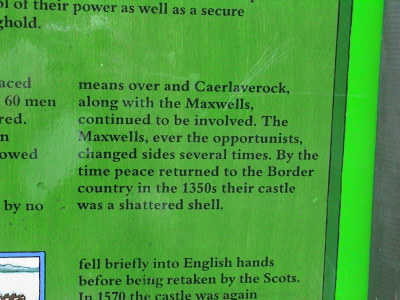 ol of their power as well as a secure
ghold.
aced
60 men
red.
n
owed
by no
means over and Caerlaverock,
along with the Maxwells,
continued to be involved. The
Maxwells, ever the opportunists,
changed sides several times. By the
time peace returned to the Border
country in the 1350s their castle
was a shattered shell.
fell briefly into English hands
before being retaken by the Scots.
In 1570 the castle was again